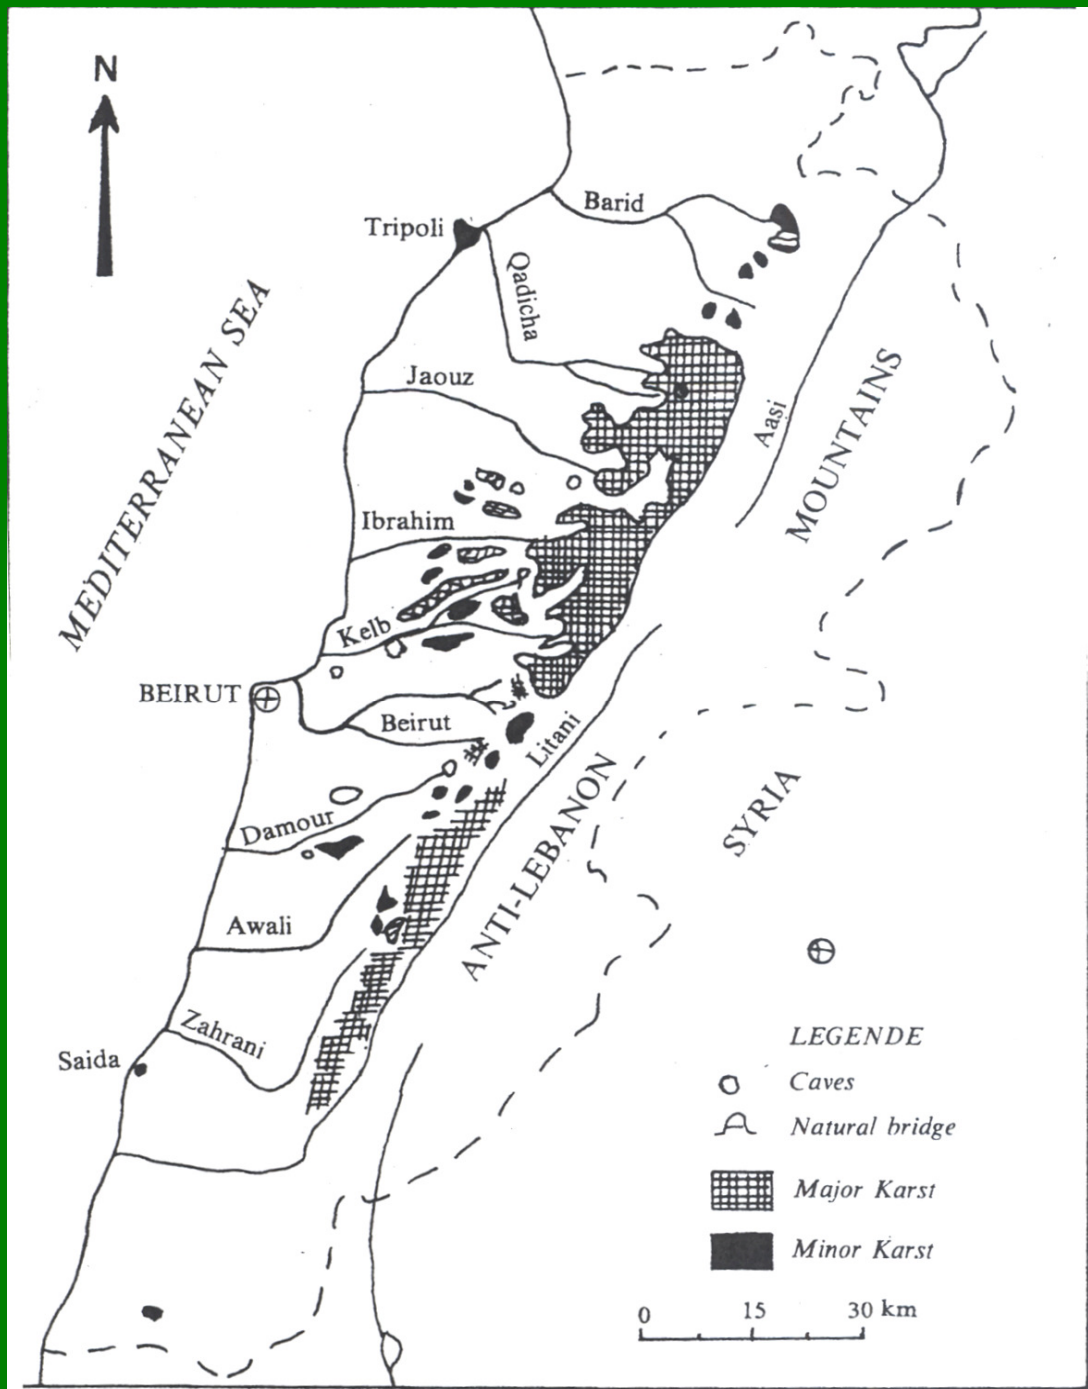 N
Barid
Tripoli
Qadicha
MEDITERRANEAN SEA
Jaouz
Aasi
MOUNTAINS
Ibrahim
Kelb
BEIRUT
Beirut
Litani
ANTI-LEBANON
SYRIA
Damour
Awali
Zahrani
Saida
LEGENDE
Caves
Natural bridge
Major Karst
Minor Karst
0 15 30 km